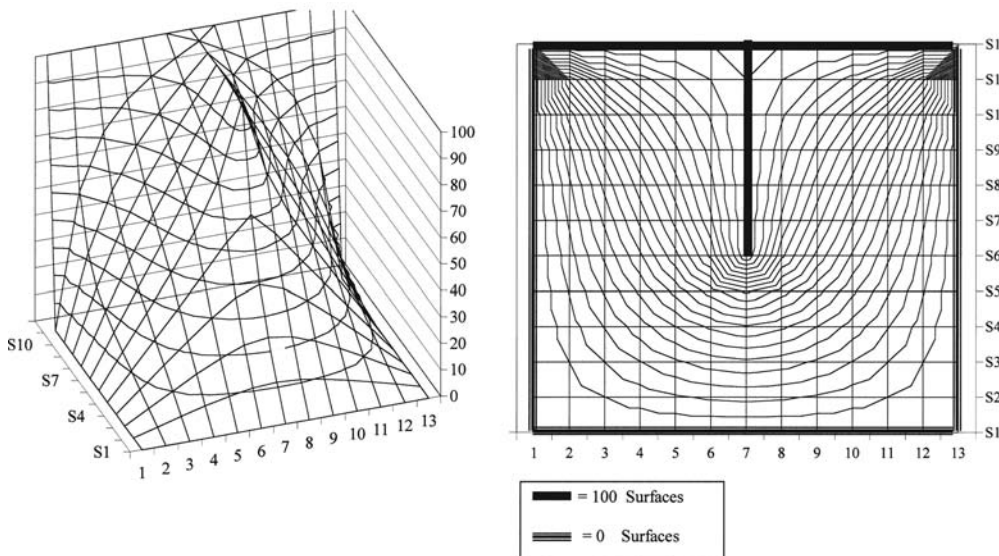 100
90
80
70
60
50
40
30
20
10
0
S10
S7
S4
S1
1 2 3 4 5 6 7 8 9 10 11 12 13
S1
S1
S1
S9
S8
S7
S6
S5
S4
S3
S2
S1
1 2 3 4 5 6 7 8 9 10 11 12 13
= 100 Surfaces
= 0 Surfaces